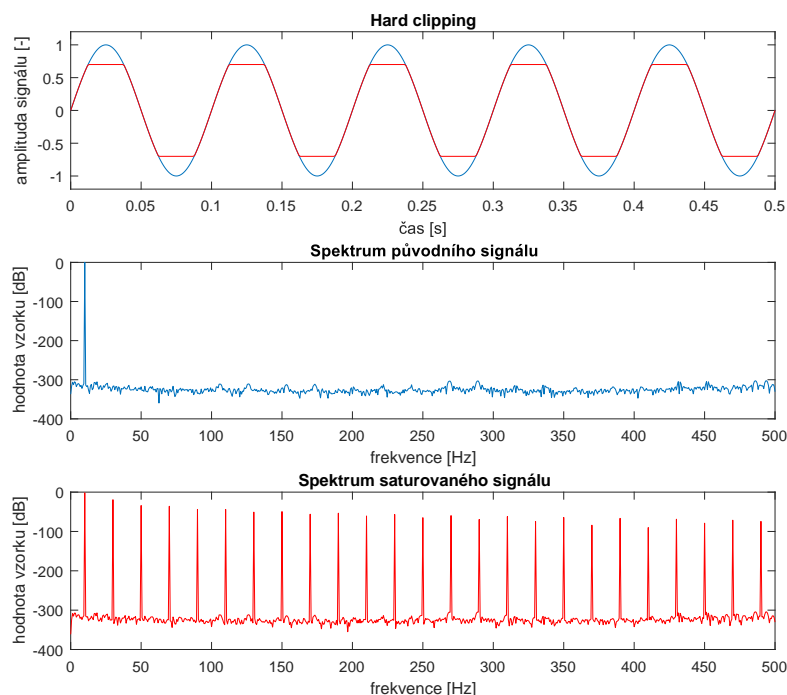 Hard clipping
amplituda signálu [-]
1
0.5
0
-0.5
-1
0 0.05 0.1 0.15 0.2 0.25 0.3 0.35 0.4 0.45 0.5
čas [s]
Spektrum původního signálu
hodnota vzorku [dB]
0
-100
-200
-300
-400
0 50 100 150 200 250 300 350 400 450 500
frekvence [Hz]
Spektrum saturovaného signálu
hodnota vzorku [dB]
0
-100
-200
-300
-400
0 50 100 150 200 250 300 350 400 450 500
frekvence [Hz]